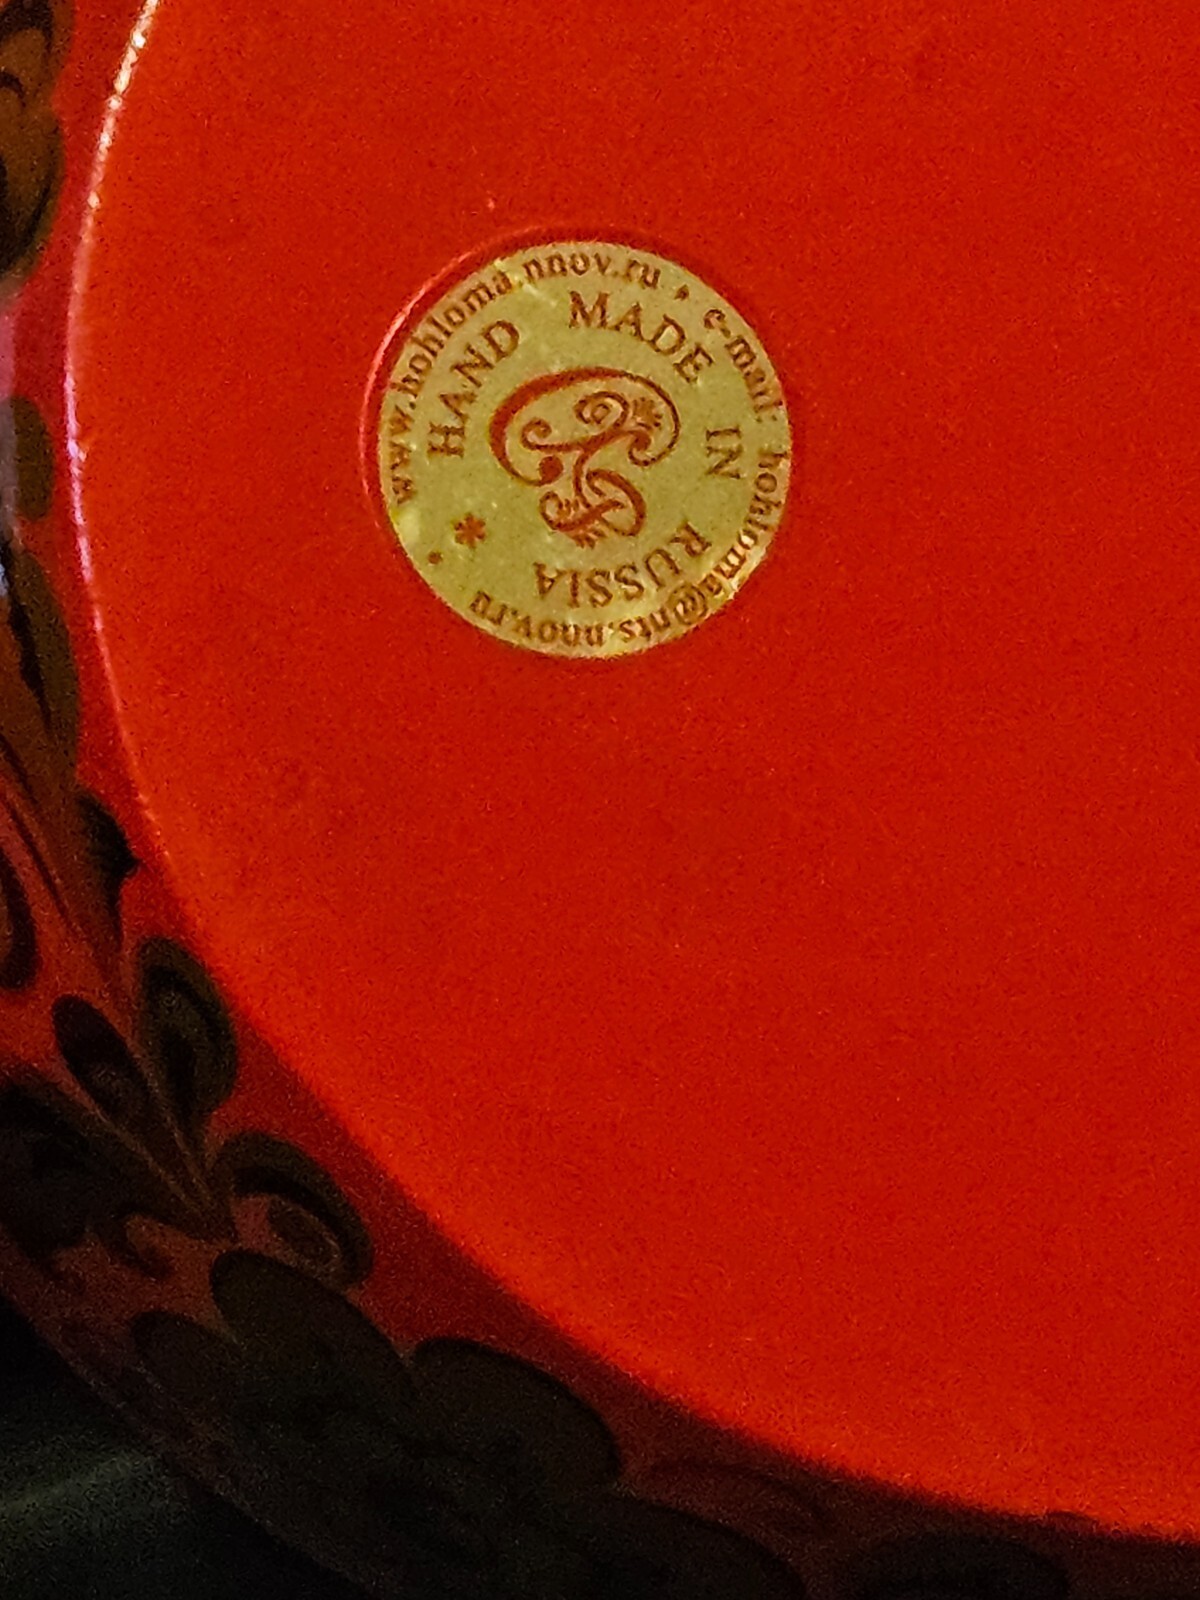 www.hohloma.nnov.ru • e-mail: hohloma@nts.nnov.ru •
HAND MADE IN RUSSIA *